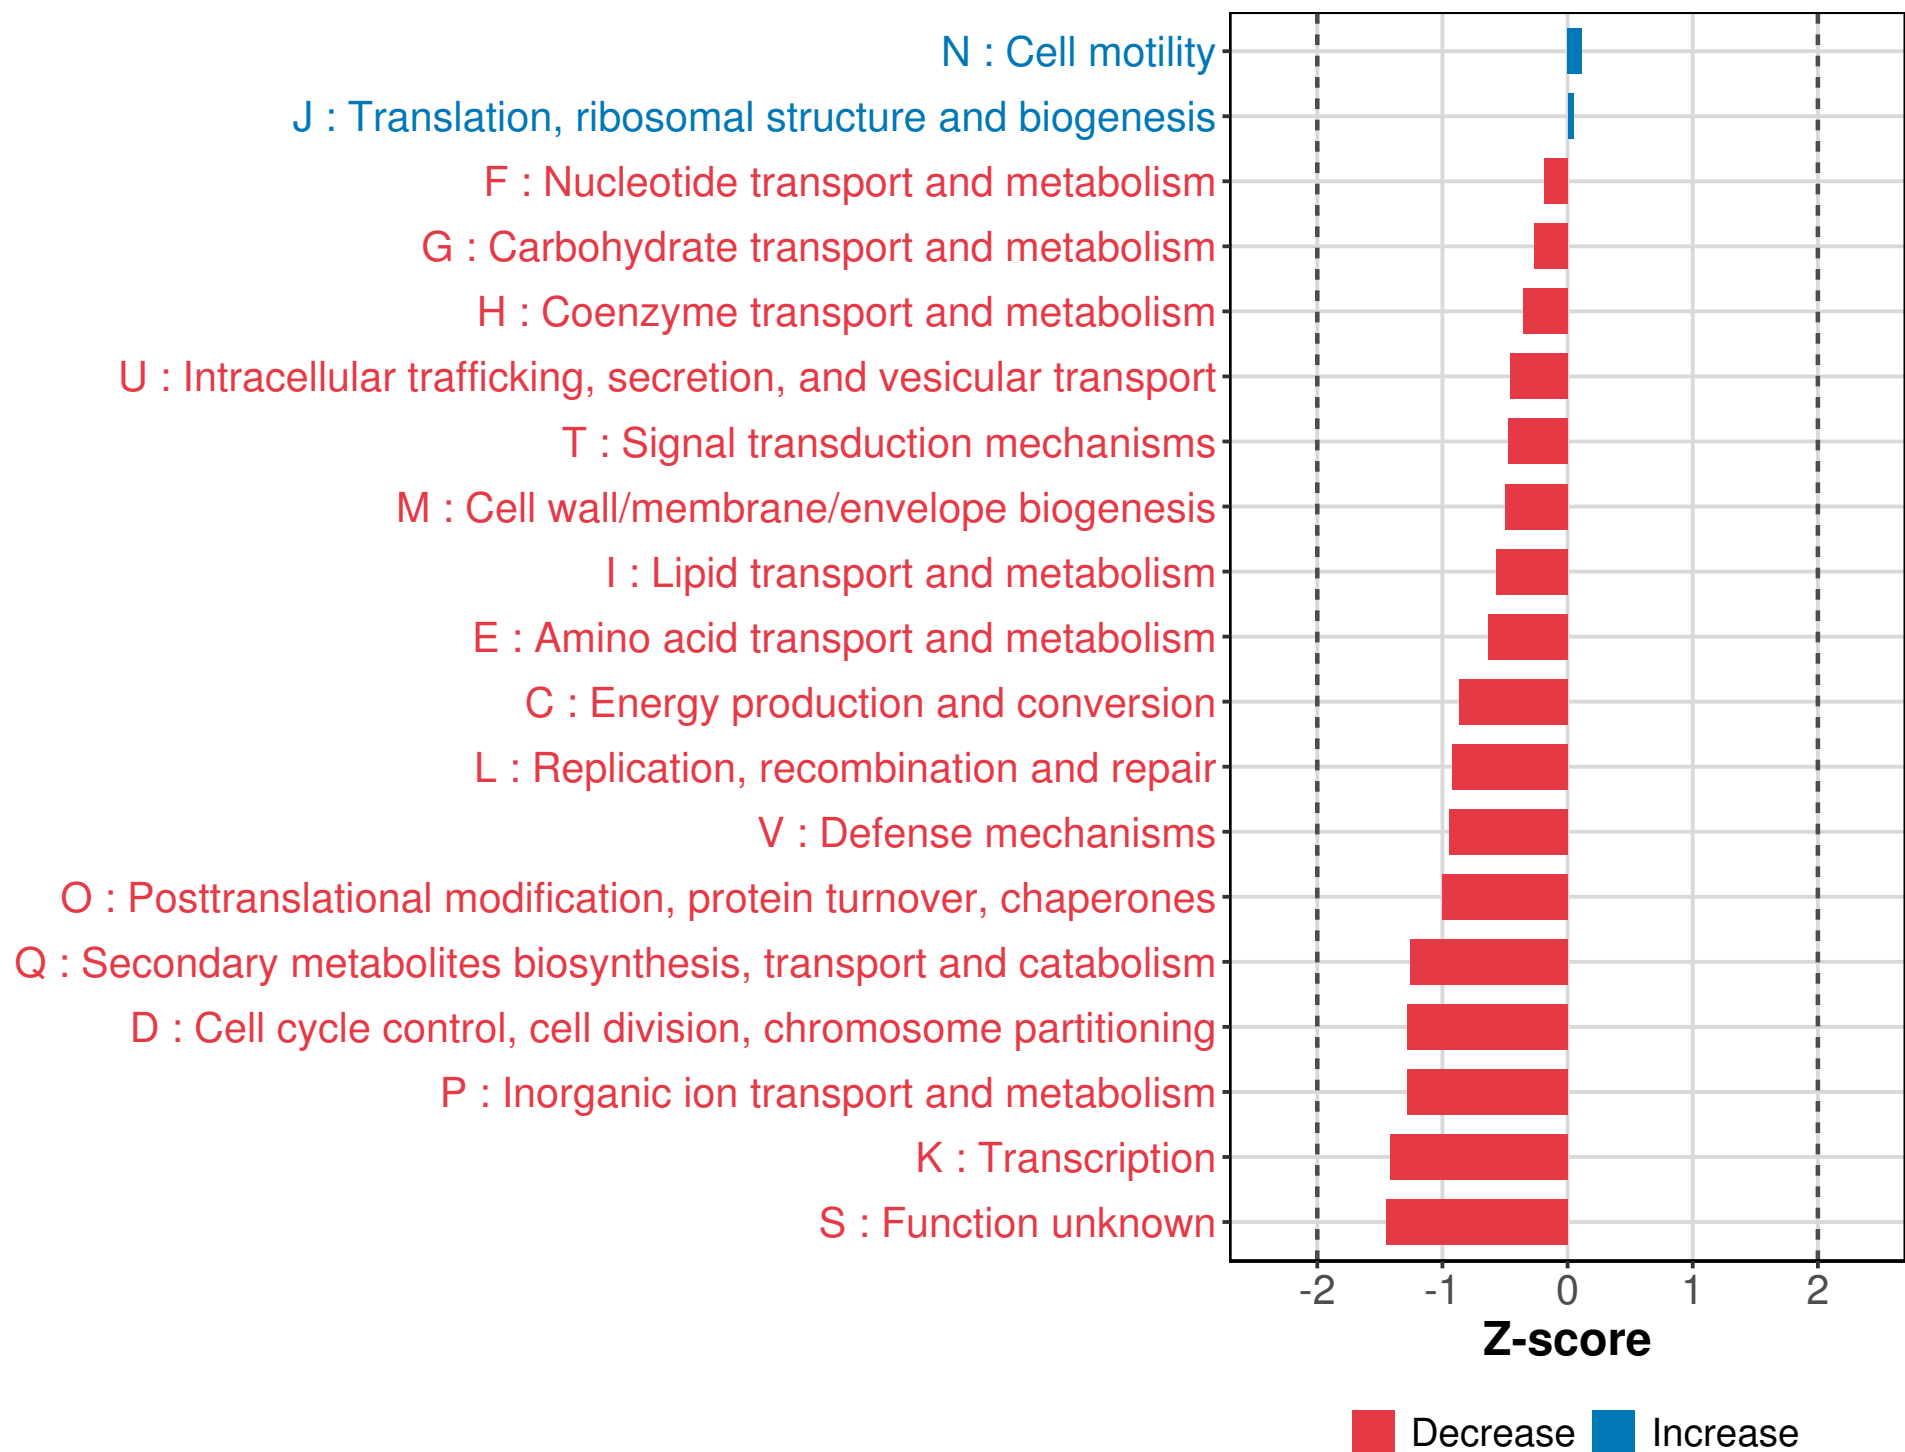 N : Cell motility
J : Translation, ribosomal structure and biogenesis
F : Nucleotide transport and metabolism
G : Carbohydrate transport and metabolism
H : Coenzyme transport and metabolism
U : Intracellular trafficking, secretion, and vesicular transport
T : Signal transduction mechanisms
M : Cell wall/membrane/envelope biogenesis
I : Lipid transport and metabolism
E : Amino acid transport and metabolism
C : Energy production and conversion
L : Replication, recombination and repair
V : Defense mechanisms
O : Posttranslational modification, protein turnover, chaperones
Q : Secondary metabolites biosynthesis, transport and catabolism
D : Cell cycle control, cell division, chromosome partitioning
P : Inorganic ion transport and metabolism
K : Transcription
S : Function unknown
-2 -1 0 1 2
Z-score
Decrease Increase